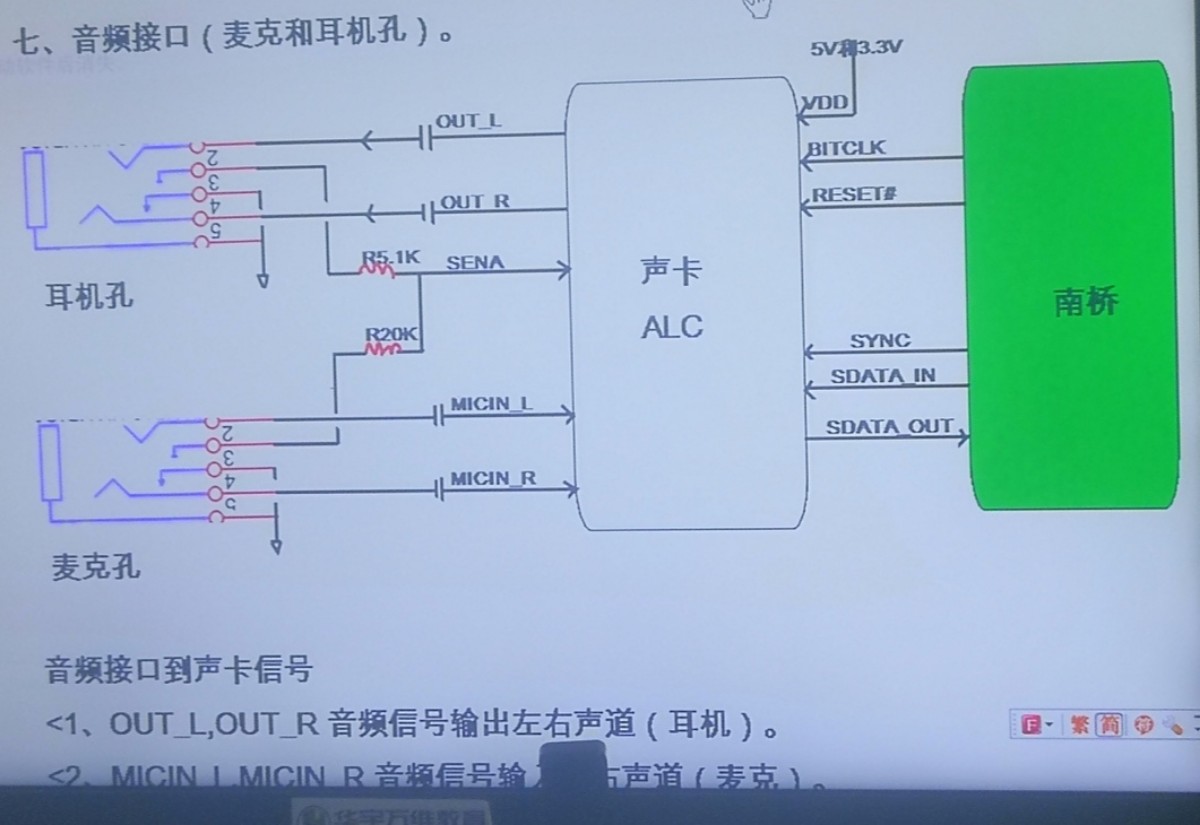 七、音频接口（麦克和耳机孔）。
5V和3.3V
VDD
OUT_L
BITCLK
2
3
4
5
OUT R
RESET#
R5.1K
SENA
声卡
ALC
南桥
耳机孔
R20K
SYNC
SDATA_IN
MICIN_L
SDATA_OUT
2
3
4
5
MICIN_R
麦克孔
音频接口到声卡信号
<1、OUT_L,OUT_R 音频信号输出左右声道（耳机）。
<2、MICIN_L,MICIN_R 音频信号输 右声道（麦克）。
繁 简